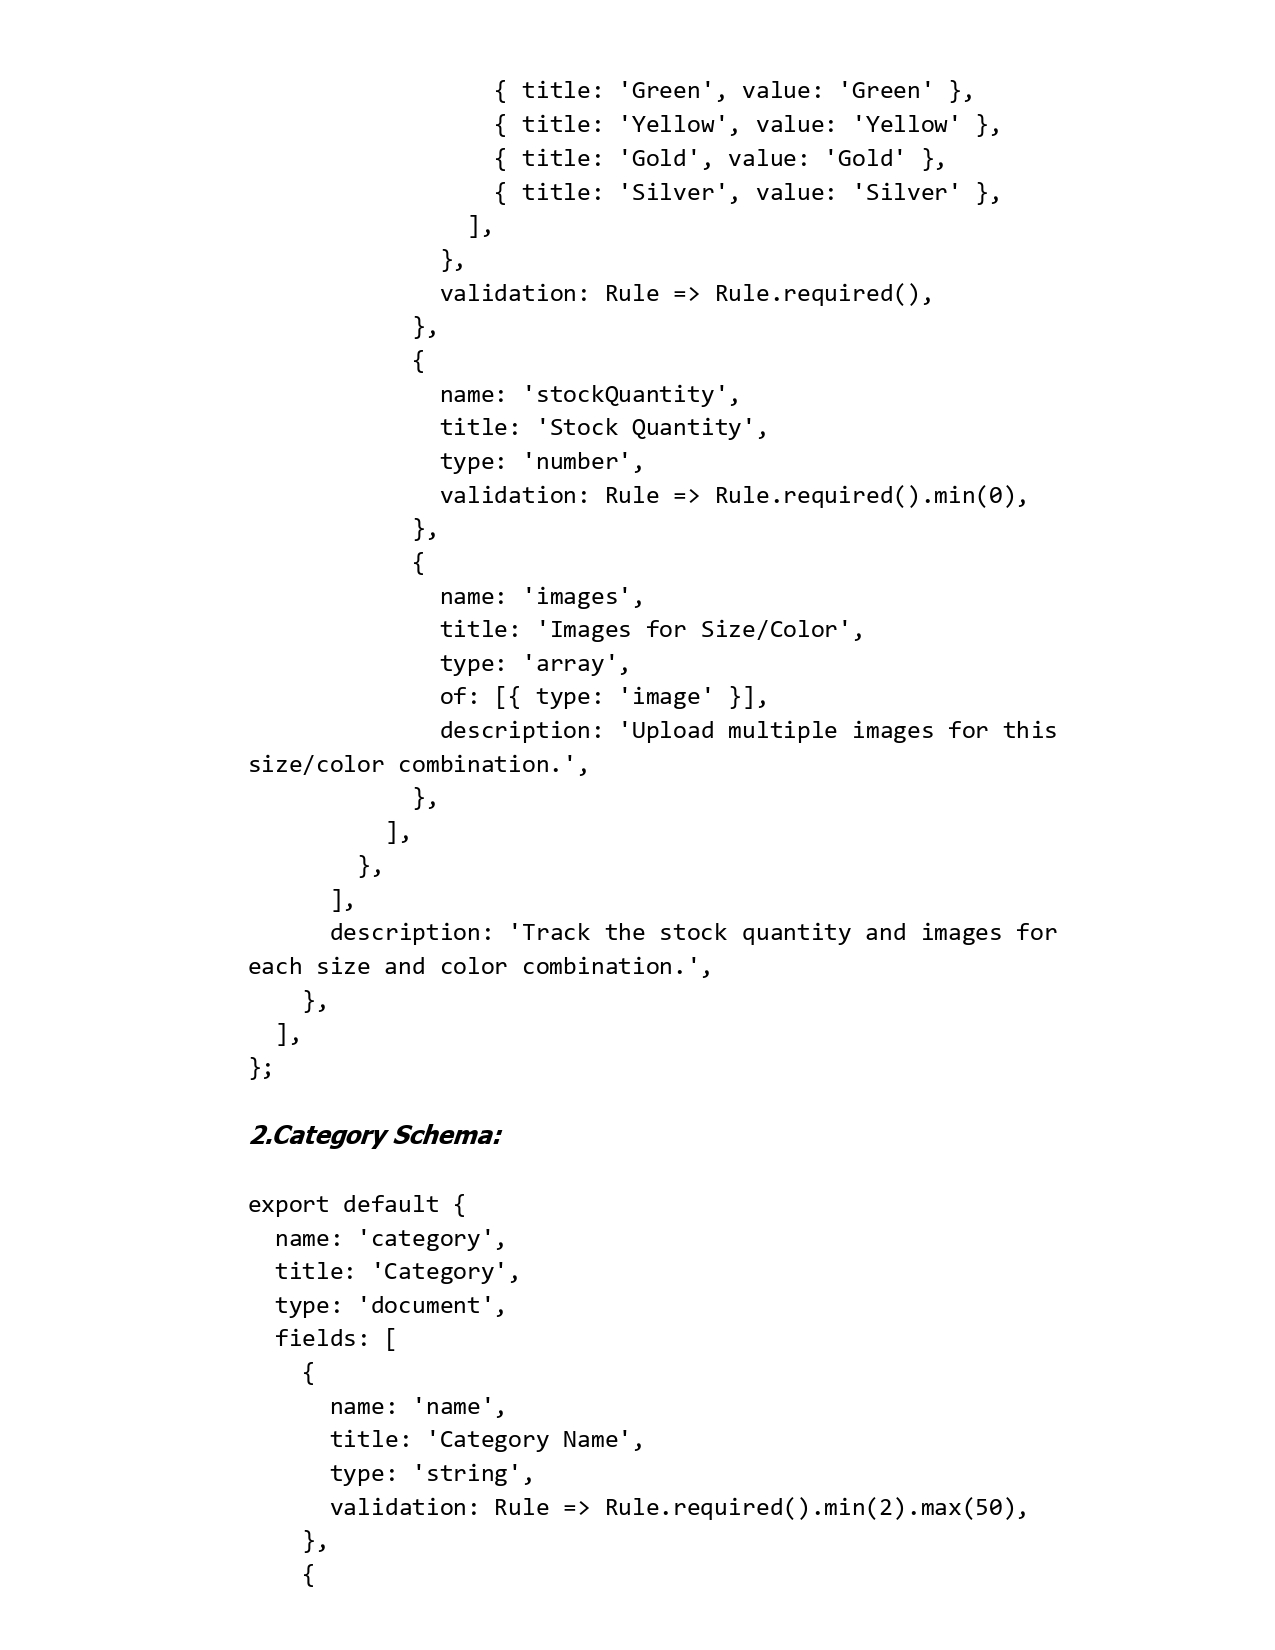 { title: 'Green', value: 'Green' },
{ title: 'Yellow', value: 'Yellow' },
{ title: 'Gold', value: 'Gold' },
{ title: 'Silver', value: 'Silver' },
],
},
validation: Rule => Rule.required(),
},
{
name: 'stockQuantity',
title: 'Stock Quantity',
type: 'number',
validation: Rule => Rule.required().min(0),
},
{
name: 'images',
title: 'Images for Size/Color',
type: 'array',
of: [{ type: 'image' }],
description: 'Upload multiple images for this
size/color combination.',
},
],
},
],
description: 'Track the stock quantity and images for
each size and color combination.',
},
],
};
2.Category Schema:
export default {
name: 'category',
title: 'Category',
type: 'document',
fields: [
{
name: 'name',
title: 'Category Name',
type: 'string',
validation: Rule => Rule.required().min(2).max(50),
},
{